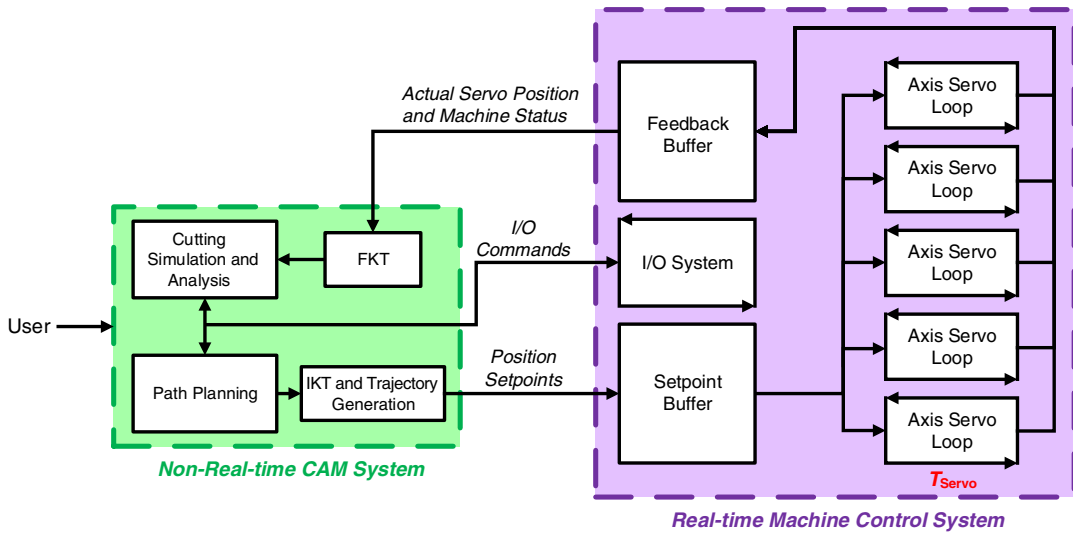 User
Cutting
Simulation and
Analysis
FKT
Path Planning
IKT and Trajectory
Generation
Non-Real-time CAM System
Actual Servo Position
and Machine Status
I/O
Commands
Position
Setpoints
Feedback
Buffer
I/O System
Setpoint
Buffer
Axis Servo
Loop
Axis Servo
Loop
Axis Servo
Loop
Axis Servo
Loop
Axis Servo
Loop
TServo
Real-time Machine Control System